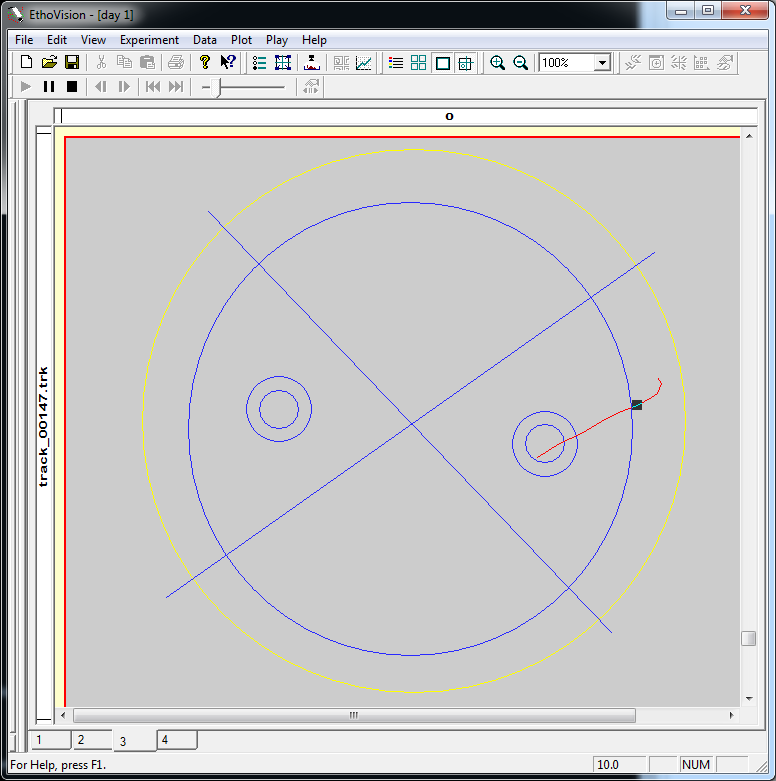 EthoVision - [day 1]
File Edit View Experiment Data Plot Play Help
100%
o
track_00147.trk
1 2 3 4
For Help, press F1.
10.0 NUM